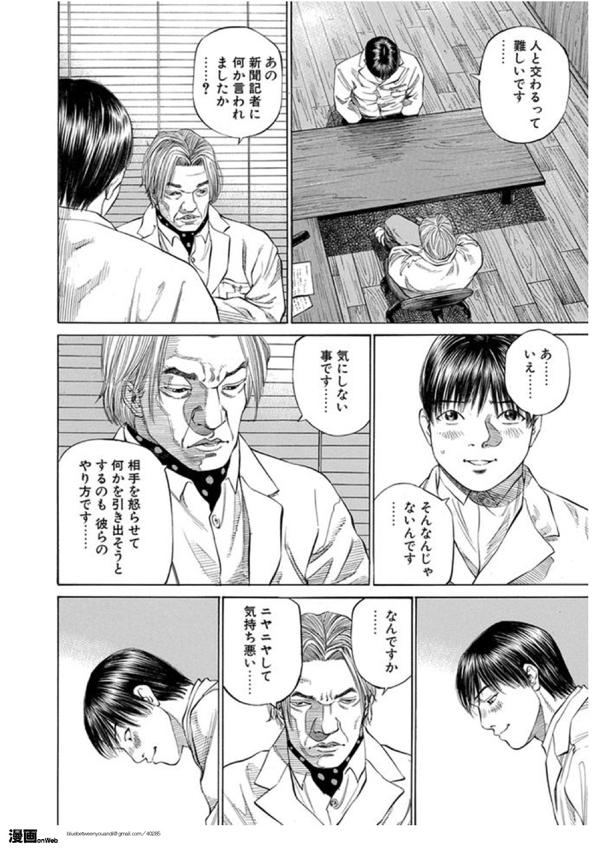 人と交わるって
難しいです
……
あの
新聞記者に
何か言われ
ましたか
……？
あ……
いえ……
そんなんじゃ
ないんです
気にしない
事です……
相手を怒らせて
何かを引き出そうと
するのも 彼らの
やり方です……
なんですか
……
ニヤニヤして
気持ち悪い……
漫画onWeb
bluebetweenyouandi@gmail.com／40285